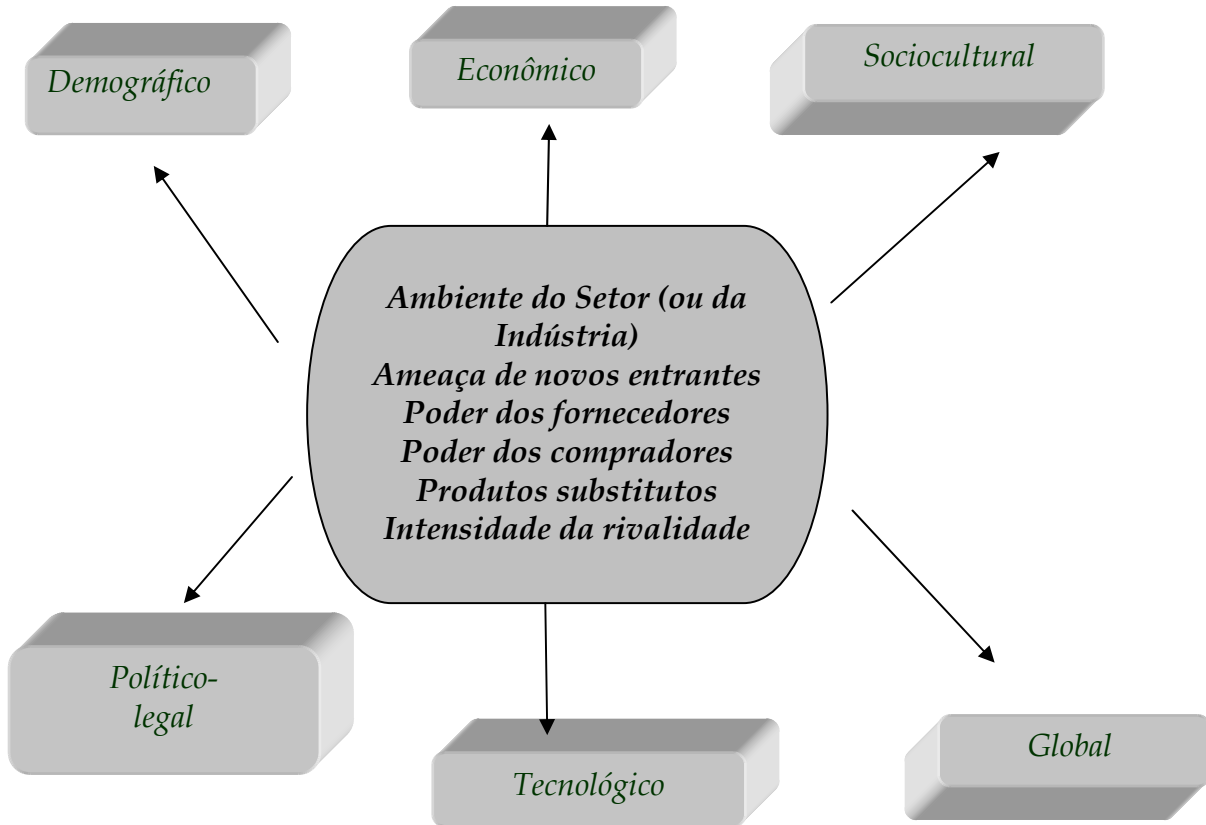 Demográfico
Econômico
Sociocultural
Ambiente do Setor (ou da
Indústria)
Ameaça de novos entrantes
Poder dos fornecedores
Poder dos compradores
Produtos substitutos
Intensidade da rivalidade
Político-
legal
Tecnológico
Global